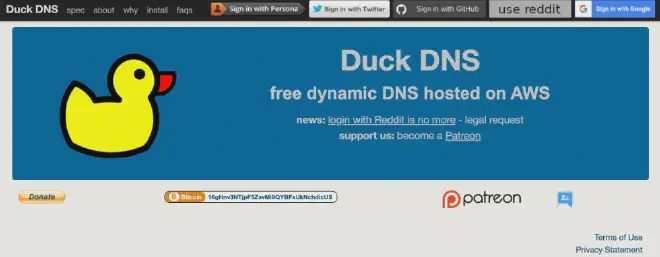 Duck DNS spec about why install faqs Sign in with Persona Sign in with Twitter Sign in with GitHub use reddit Sign in with Google
Duck DNS
free dynamic DNS hosted on AWS
news: login with Reddit is no more - legal request
support us: become a Patreon
Donate Bitcoin patreon
Terms of Use
Privacy Statement